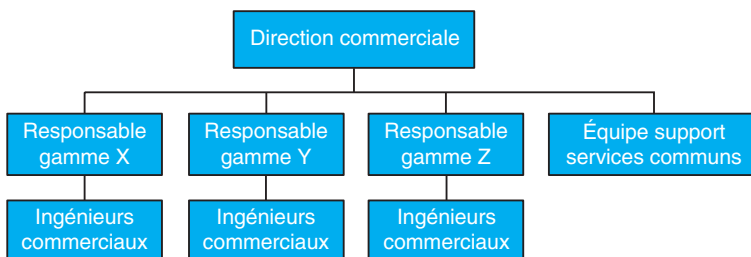 Direction commerciale
Responsable
gamme X
Responsable
gamme Y
Responsable
gamme Z
Équipe support
services communs
Ingénieurs
commerciaux
Ingénieurs
commerciaux
Ingénieurs
commerciaux